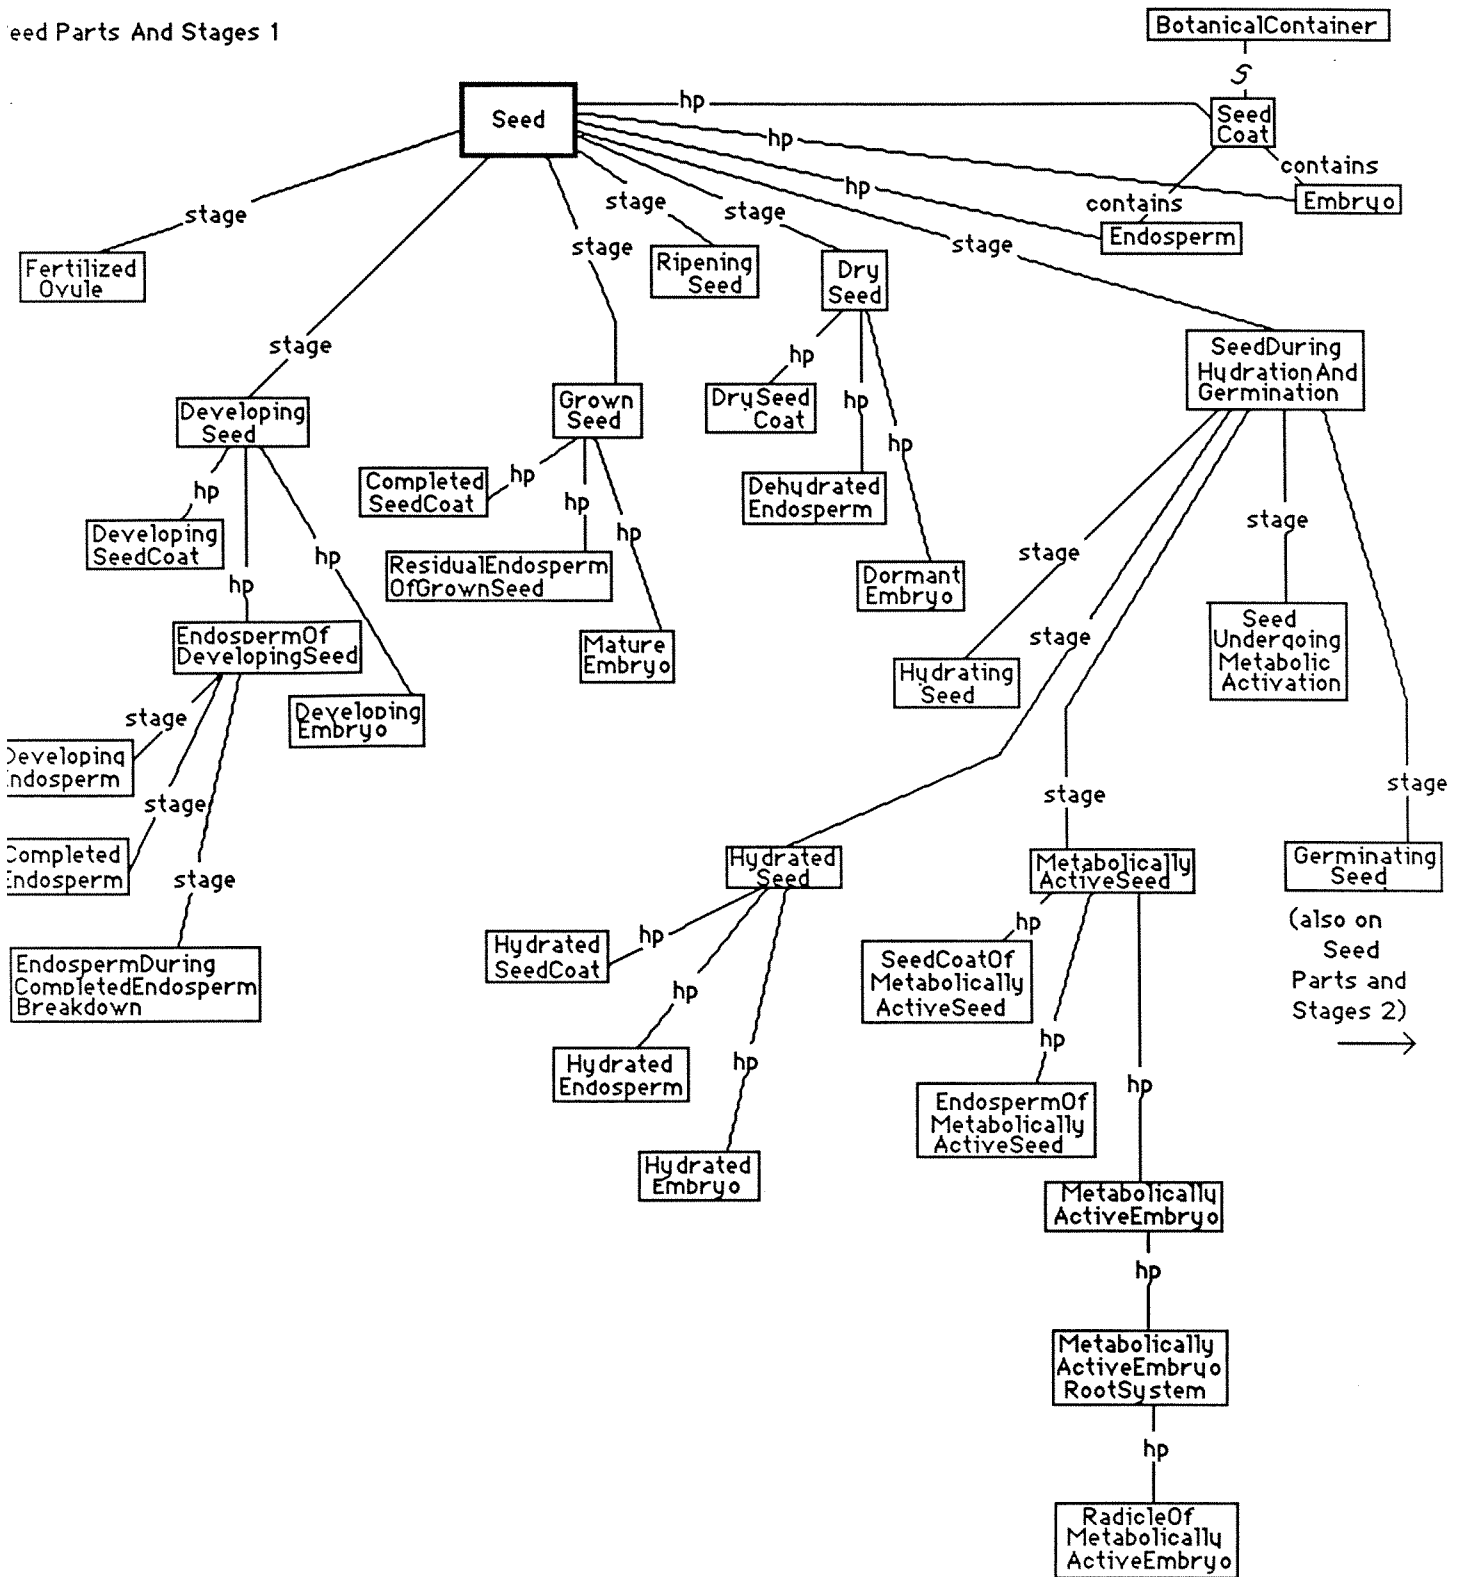 eed Parts And Stages 1
BotanicalContainer
S
Seed
hp
Seed
Coat
hp
contains
hp
contains
Embryo
stage
stage
stage
stage
Endosperm
stage
Fertilized
Ovule
Ripening
Seed
Dry
Seed
stage
hp
SeedDuring
HydrationAnd
Germination
Developing
Seed
Grown
Seed
DrySeed
Coat
hp
hp
hp
hp
Completed
SeedCoat
hp
Dehydrated
Endosperm
hp
Developing
SeedCoat
hp
hp
stage
stage
ResidualEndosperm
OfGrownSeed
Dormant
Embryo
hp
EndospermOf
DevelopingSeed
Mature
Embryo
stage
Seed
Undergoing
Metabolic
Activation
Hydrating
Seed
Developing
Embryo
stage
Developing
Endosperm
stage
stage
stage
Completed
Endosperm
stage
Hydrated
Seed
Metabolically
ActiveSeed
Germinating
Seed
(also on
Seed
Parts and
Stages 2)
hp
hp
Hydrated
SeedCoat
SeedCoatOf
Metabolically
ActiveSeed
EndospermDuring
CompletedEndosperm
Breakdown
hp
hp
hp
hp
Hydrated
Endosperm
EndospermOf
Metabolically
ActiveSeed
Hydrated
Embryo
Metabolically
ActiveEmbryo
hp
Metabolically
ActiveEmbryo
RootSystem
hp
RadicleOf
Metabolically
ActiveEmbryo